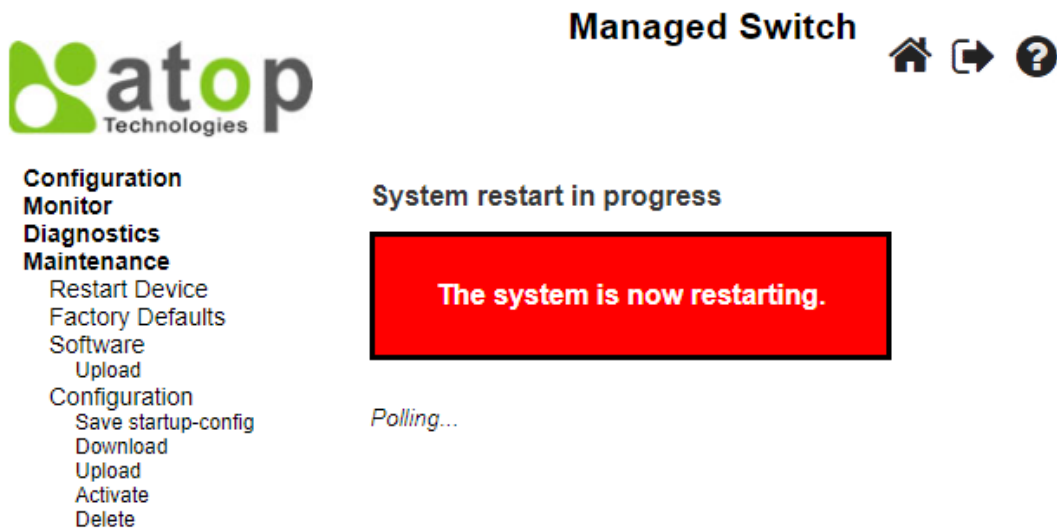 Managed Switch
atop
Technologies
Configuration
Monitor
Diagnostics
Maintenance
Restart Device
Factory Defaults
Software
Upload
Configuration
Save startup-config
Download
Upload
Activate
Delete
System restart in progress
The system is now restarting.
Polling...